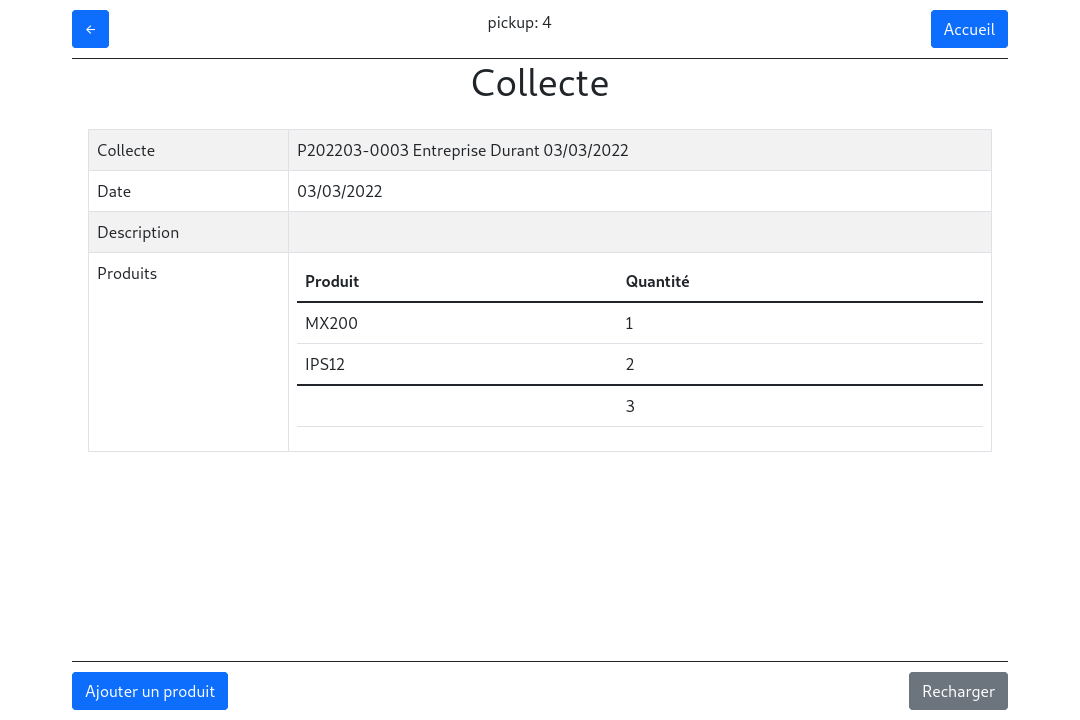 ←
pickup: 4
Accueil
Collecte
Collecte P202203-0003 Entreprise Durant 03/03/2022
Date 03/03/2022
Description
Produits
Produit Quantité
MX200 1
IPS12 2
3
Ajouter un produit
Recharger